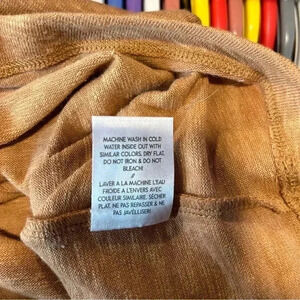 MACHINE WASH IN COLD
WATER INSIDE OUT WITH
SIMILAR COLORS. DRY FLAT.
DO NOT IRON & DO NOT
BLEACH!
//
LAVER A LA MACHINE L'EAU
FROIDE A L'ENVERS AVEC
COULEUR SIMILAIRE. SÉCHER
PLAT. NE PAS REPASSER & NE
PAS JAVELLISER!